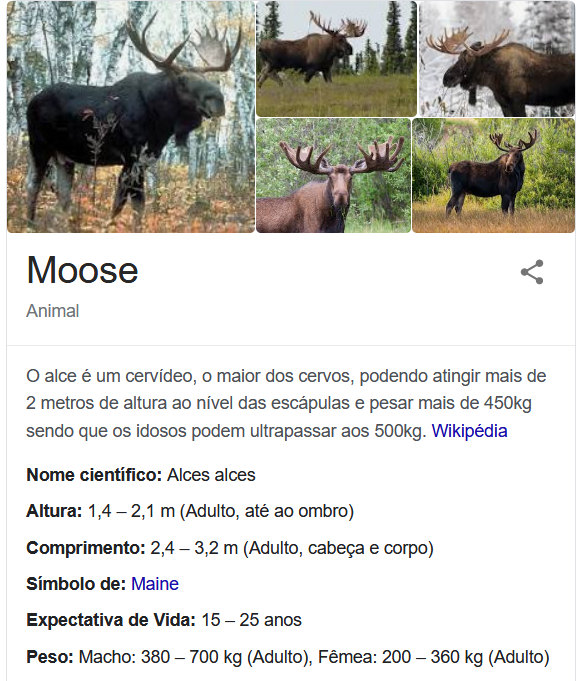 Moose
Animal
O alce é um cervídeo, o maior dos cervos, podendo atingir mais de
2 metros de altura ao nível das escápulas e pesar mais de 450kg
sendo que os idosos podem ultrapassar aos 500kg. Wikipédia
Nome científico: Alces alces
Altura: 1,4 – 2,1 m (Adulto, até ao ombro)
Comprimento: 2,4 – 3,2 m (Adulto, cabeça e corpo)
Símbolo de: Maine
Expectativa de Vida: 15 – 25 anos
Peso: Macho: 380 – 700 kg (Adulto), Fêmea: 200 – 360 kg (Adulto)